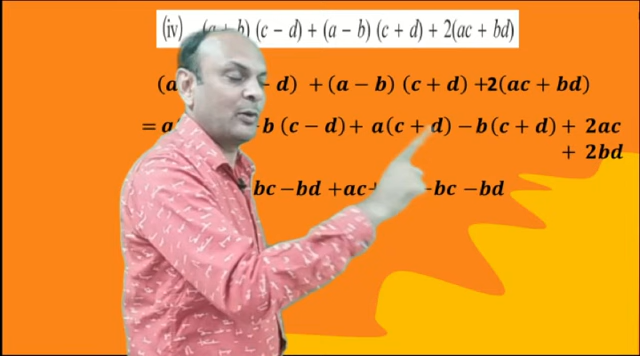 (iv) b) (c − d) + (a − b) (c + d) + 2(ac + bd)
(a − d) + (a − b) (c + d) +2(ac + bd)
= a b (c − d)+ a(c + d) −b(c + d)+ 2ac
+ 2bd
bc −bd +ac −bc −bd